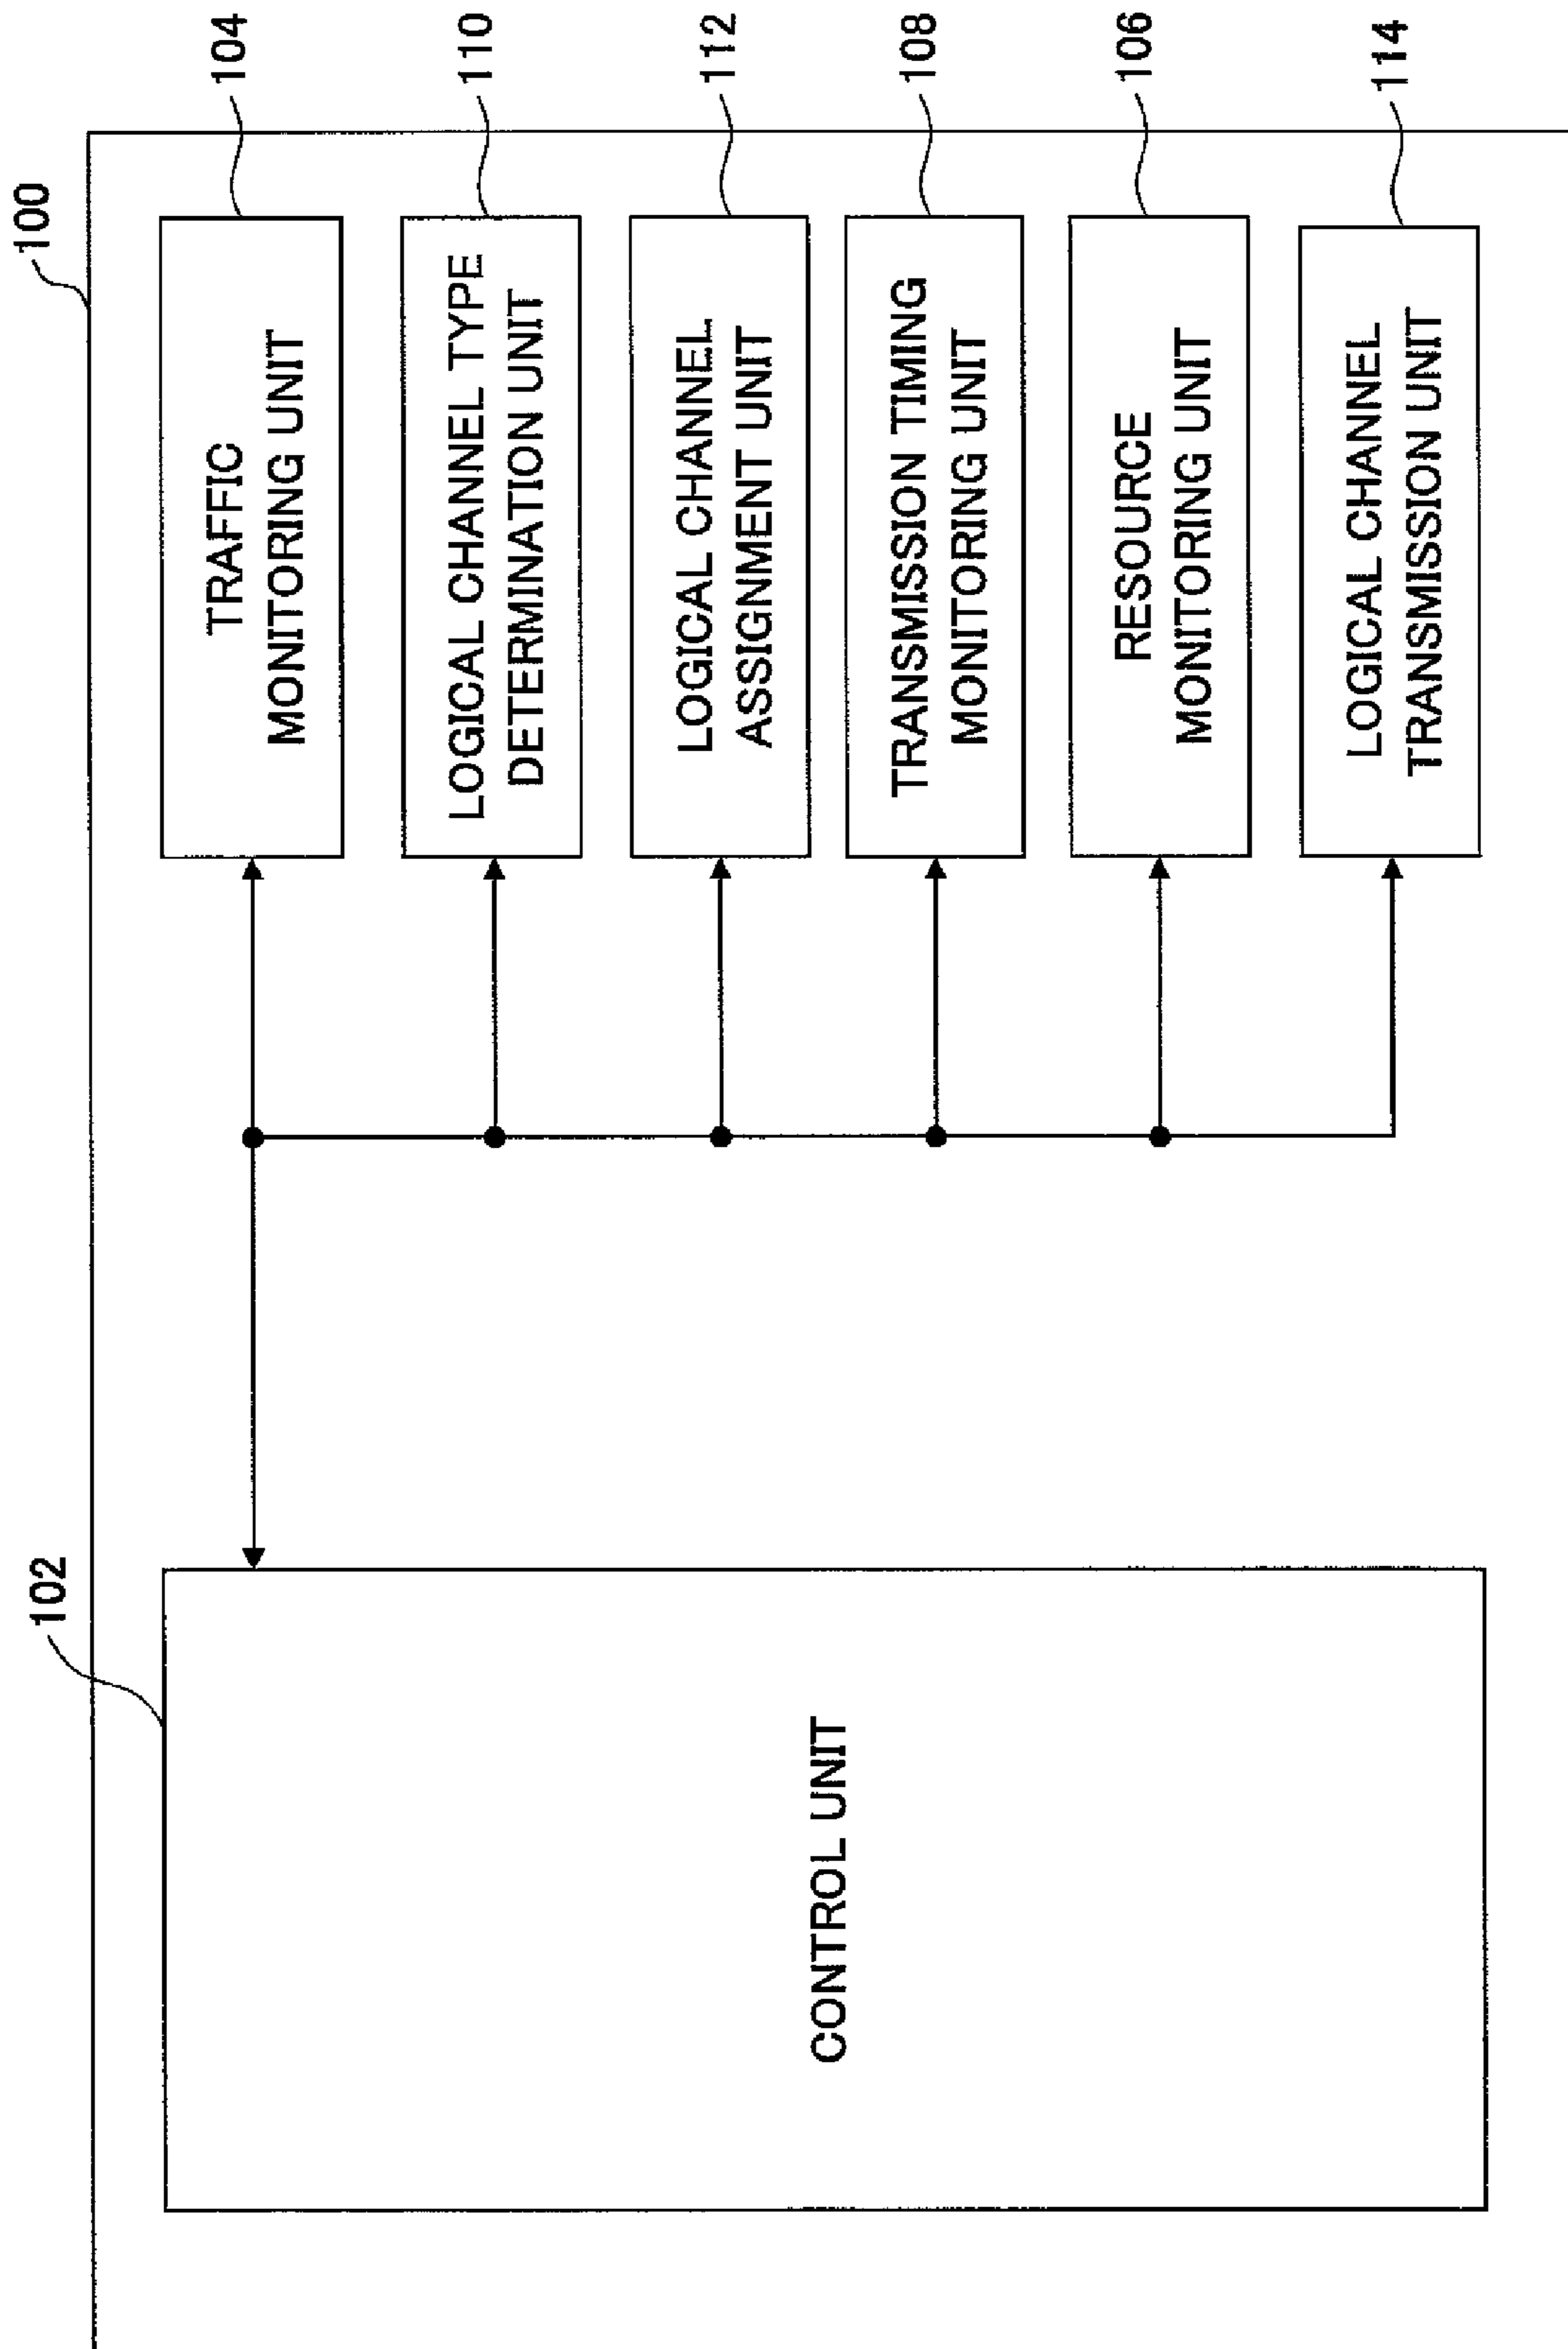 100
102
CONTROL UNIT
TRAFFIC
MONITORING UNIT
104
LOGICAL CHANNEL TYPE
DETERMINATION UNIT
110
LOGICAL CHANNEL
ASSIGNMENT UNIT
112
TRANSMISSION TIMING
MONITORING UNIT
108
RESOURCE
MONITORING UNIT
106
LOGICAL CHANNEL
TRANSMISSION UNIT
114